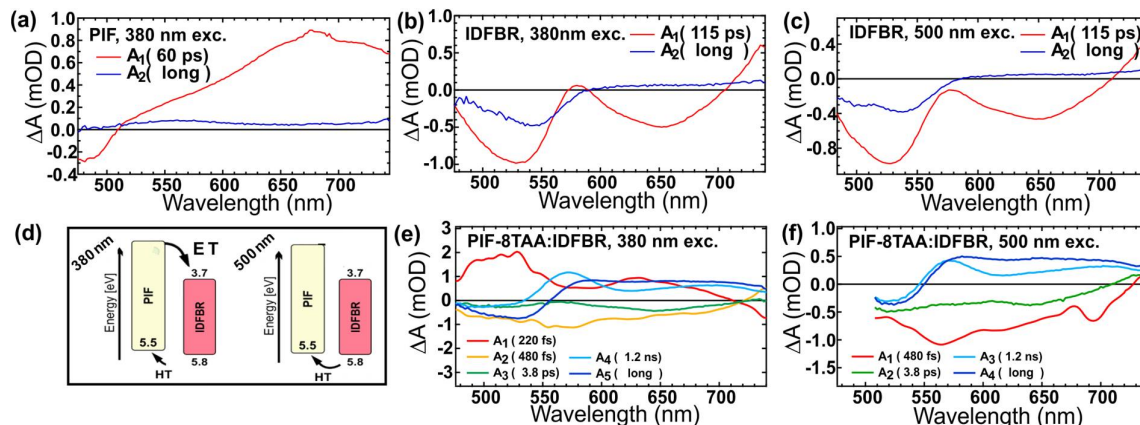 (a)
PIF, 380 nm exc.
A1( 60 ps)
A2( long )
ΔA (mOD)
0.8
0.6
0.4
0.2
0.0
0.2
0.4
500 550 600 650 700
Wavelength (nm)
(b)
IDFBR, 380nm exc.
A1( 115 ps)
A2( long )
ΔA (mOD)
0.5
0.0
-0.5
-1.0
500 550 600 650 700
Wavelength (nm)
(c)
IDFBR, 500 nm exc.
A1( 115 ps)
A2( long )
ΔA (mOD)
0.4
0.0
-0.4
-0.8
500 550 600 650 700
Wavelength (nm)
(d)
380 nm
Energy [eV]
ET
PIF
5.5
HT
3.7
IDFBR
5.8
500 nm
Energy [eV]
PIF
5.5
HT
3.7
IDFBR
5.8
(e)
PIF-8TAA:IDFBR, 380 nm exc.
ΔA (mOD)
3
2
1
0
-1
-2
-3
A1 ( 220 fs)
A2 ( 480 fs)
A3 ( 3.8 ps)
A4 ( 1.2 ns)
A5 ( long )
500 550 600 650 700
Wavelength (nm)
(f)
PIF-8TAA:IDFBR, 500 nm exc.
ΔA (mOD)
1.0
0.5
0.0
-0.5
-1.0
-1.5
A1 ( 480 fs)
A2 ( 3.8 ps)
A3 ( 1.2 ns)
A4 ( long )
500 550 600 650 700
Wavelength (nm)